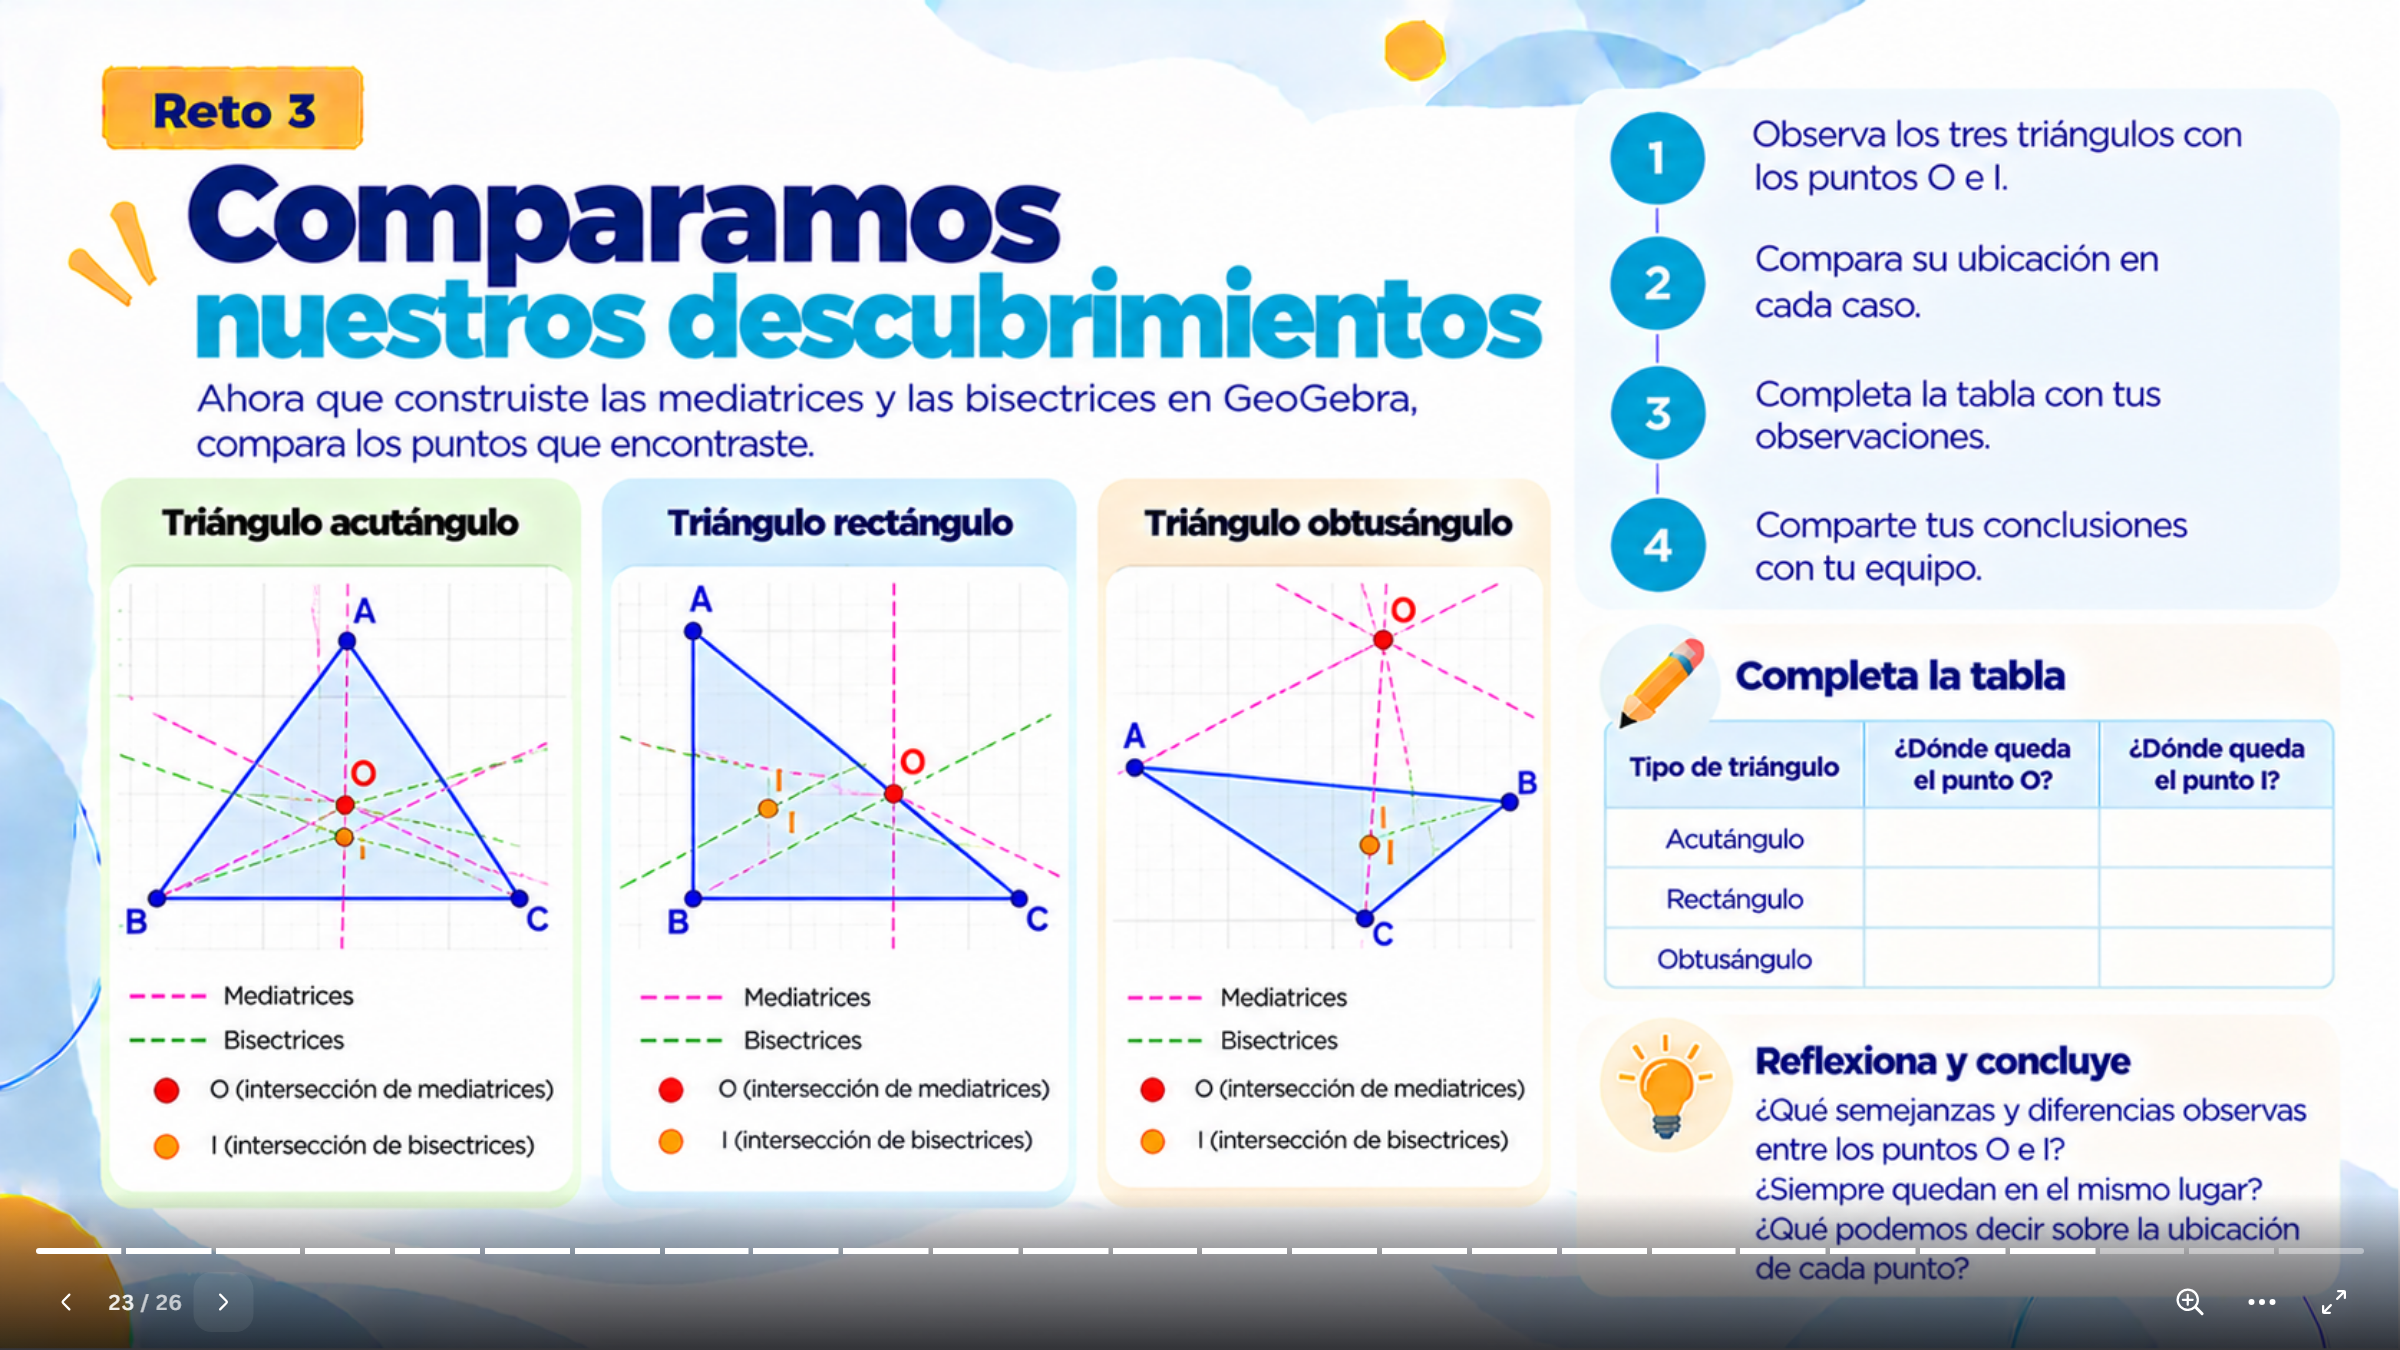 Reto 3
Comparamos
nuestros descubrimientos
Ahora que construiste las mediatrices y las bisectrices en GeoGebra,
compara los puntos que encontraste.
Triángulo acutángulo
A
O
I
B
C
Mediatrices
Bisectrices
O (intersección de mediatrices)
I (intersección de bisectrices)
Triángulo rectángulo
A
O
I
I
B
C
Mediatrices
Bisectrices
O (intersección de mediatrices)
I (intersección de bisectrices)
Triángulo obtusángulo
O
A
B
I
I
C
Mediatrices
Bisectrices
O (intersección de mediatrices)
I (intersección de bisectrices)
1
Observa los tres triángulos con
los puntos O e I.
2
Compara su ubicación en
cada caso.
3
Completa la tabla con tus
observaciones.
4
Comparte tus conclusiones
con tu equipo.
Completa la tabla
Tipo de triángulo
¿Dónde queda
el punto O?
¿Dónde queda
el punto I?
Acutángulo
Rectángulo
Obtusángulo
Reflexiona y concluye
¿Qué semejanzas y diferencias observas
entre los puntos O e I?
¿Siempre quedan en el mismo lugar?
¿Qué podemos decir sobre la ubicación
de cada punto?
23 / 26